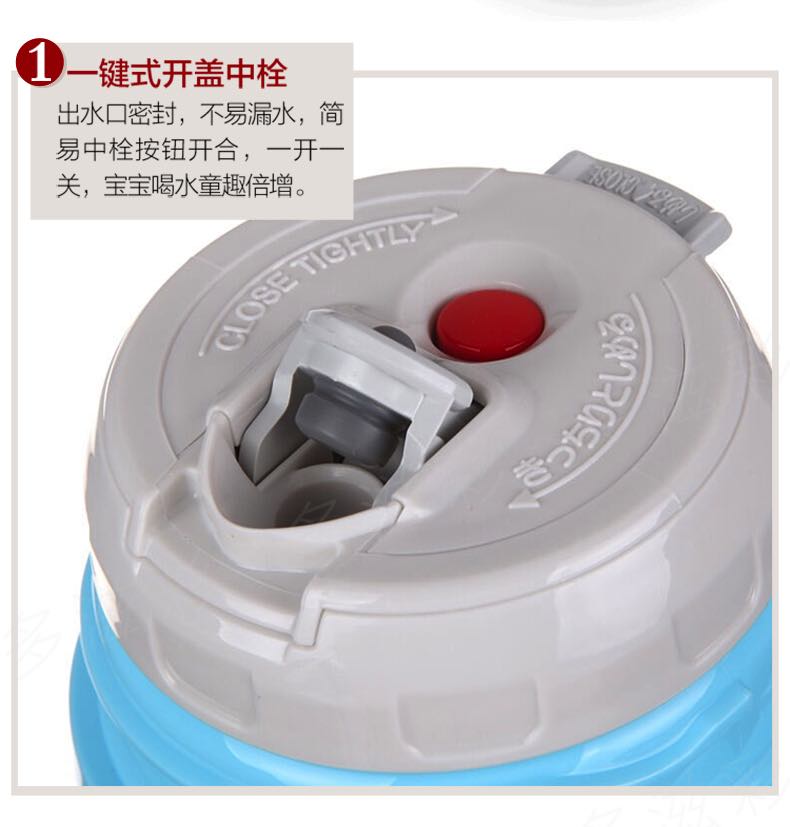 1 一键式开盖中栓
出水口密封，不易漏水，简
易中栓按钮开合，一开一
关，宝宝喝水童趣倍增。
CLOSE TIGHTLY
きっちりとしめる
CLOSE